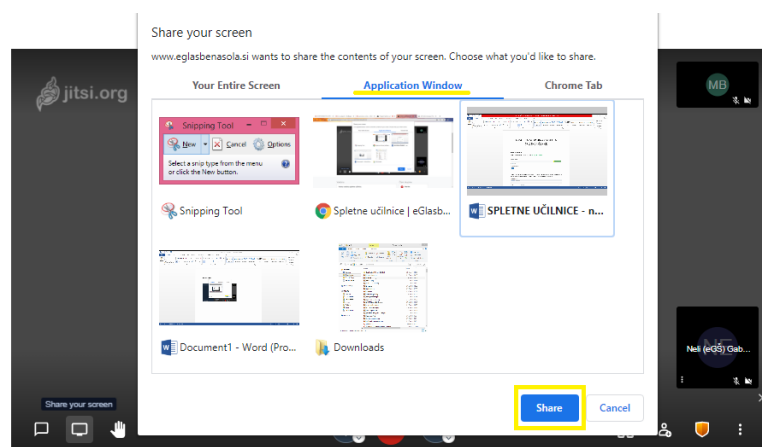 Share your screen
www.eglasbenasola.si wants to share the contents of your screen. Choose what you'd like to share.
Your Entire Screen
Application Window
Chrome Tab
jitsi.org
MB
Snipping Tool
New
Cancel
Options
Select a snip type from the menu
or click the New button.
Snipping Tool
Spletne učilnice | eGlasb...
SPLETNE UČILNICE - n...
Document1 - Word (Pro...
Downloads
Neli (eGŠ) Gab...
Share your screen
Share
Cancel